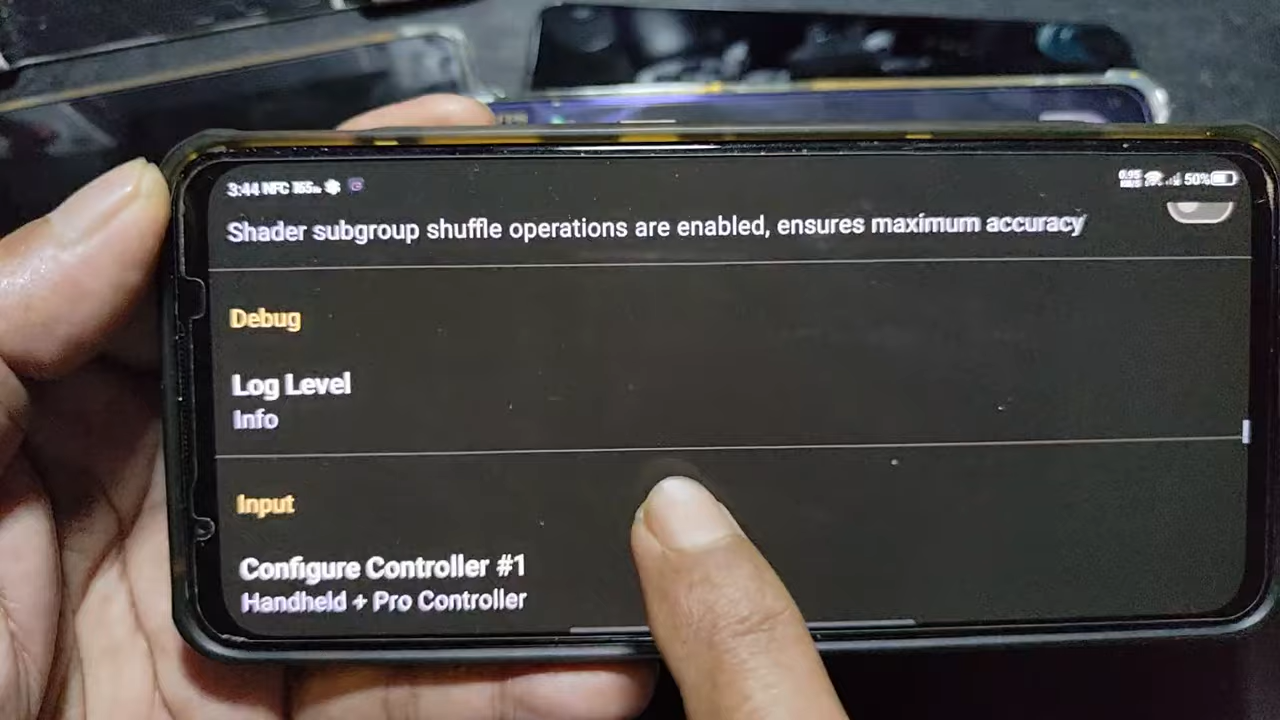 3:44 NFC
50%
Shader subgroup shuffle operations are enabled, ensures maximum accuracy
Debug
Log Level
Info
Input
Configure Controller #1
Handheld + Pro Controller